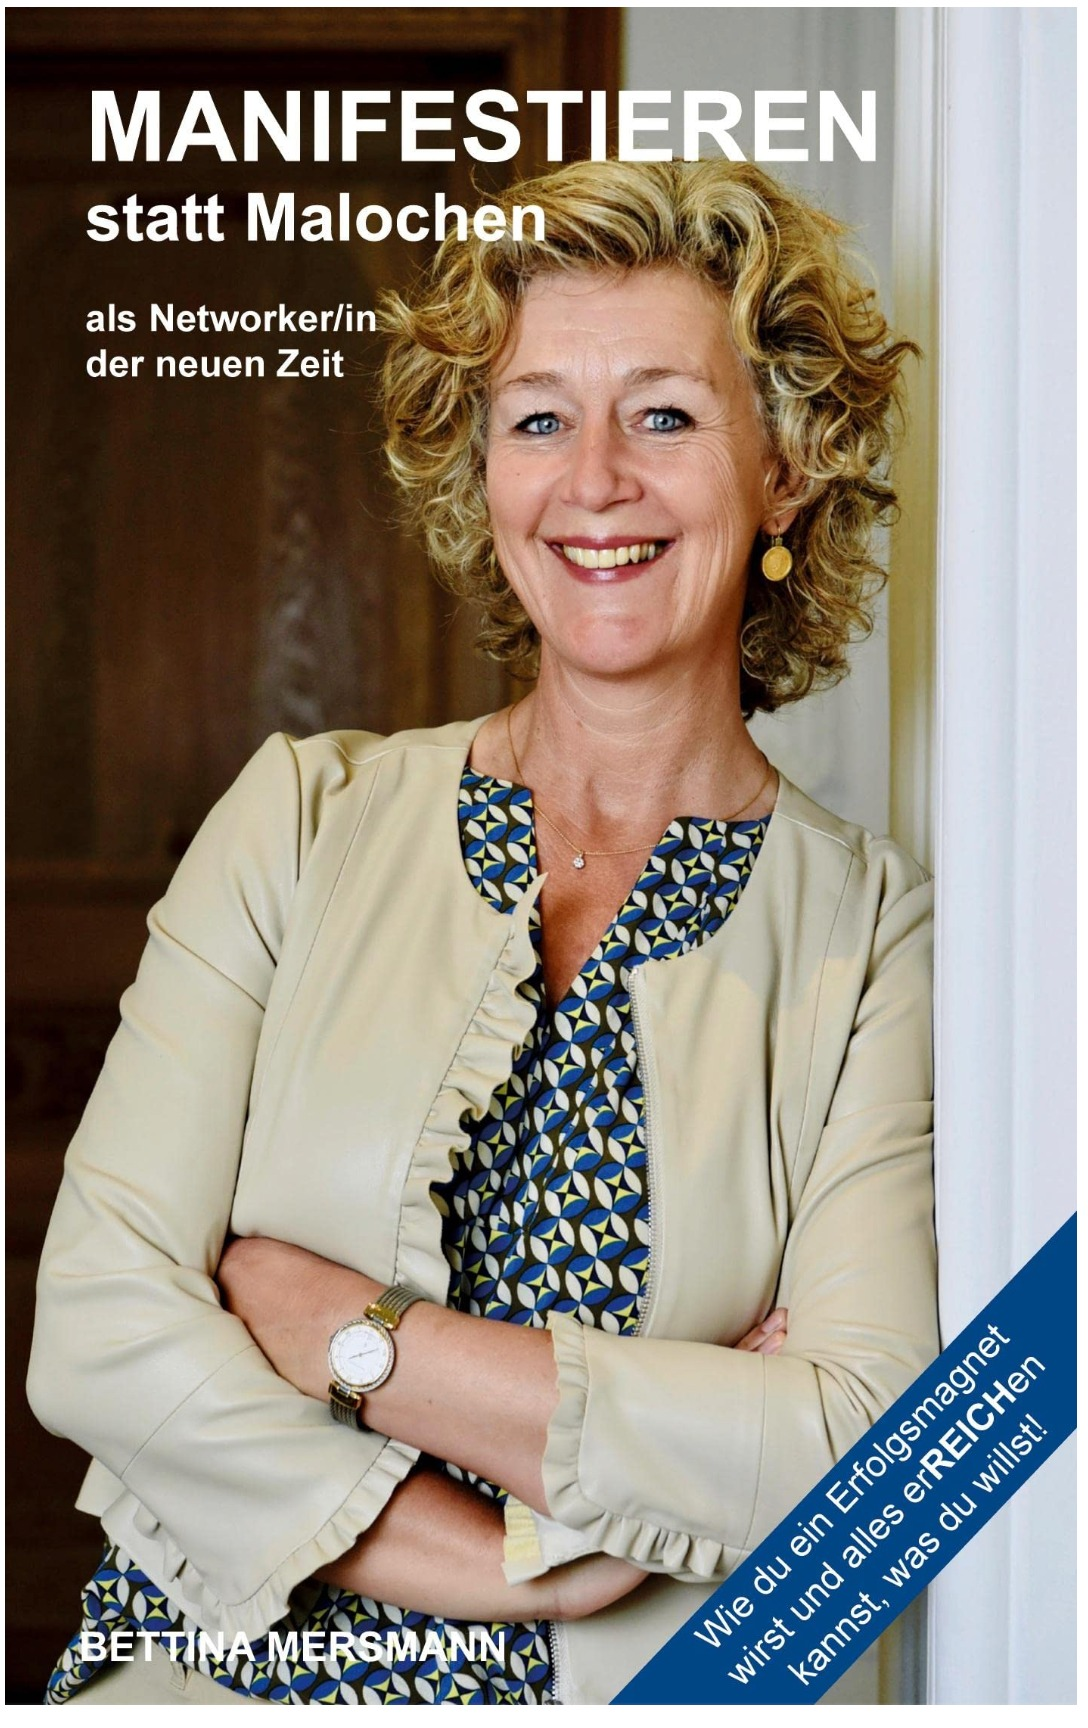 MANIFESTIEREN
statt Malochen
als Networker/in
der neuen Zeit
Wie du ein Erfolgsmagnet
wirst und alles erREICHen
kannst, was du willst!
BETTINA MERSMANN